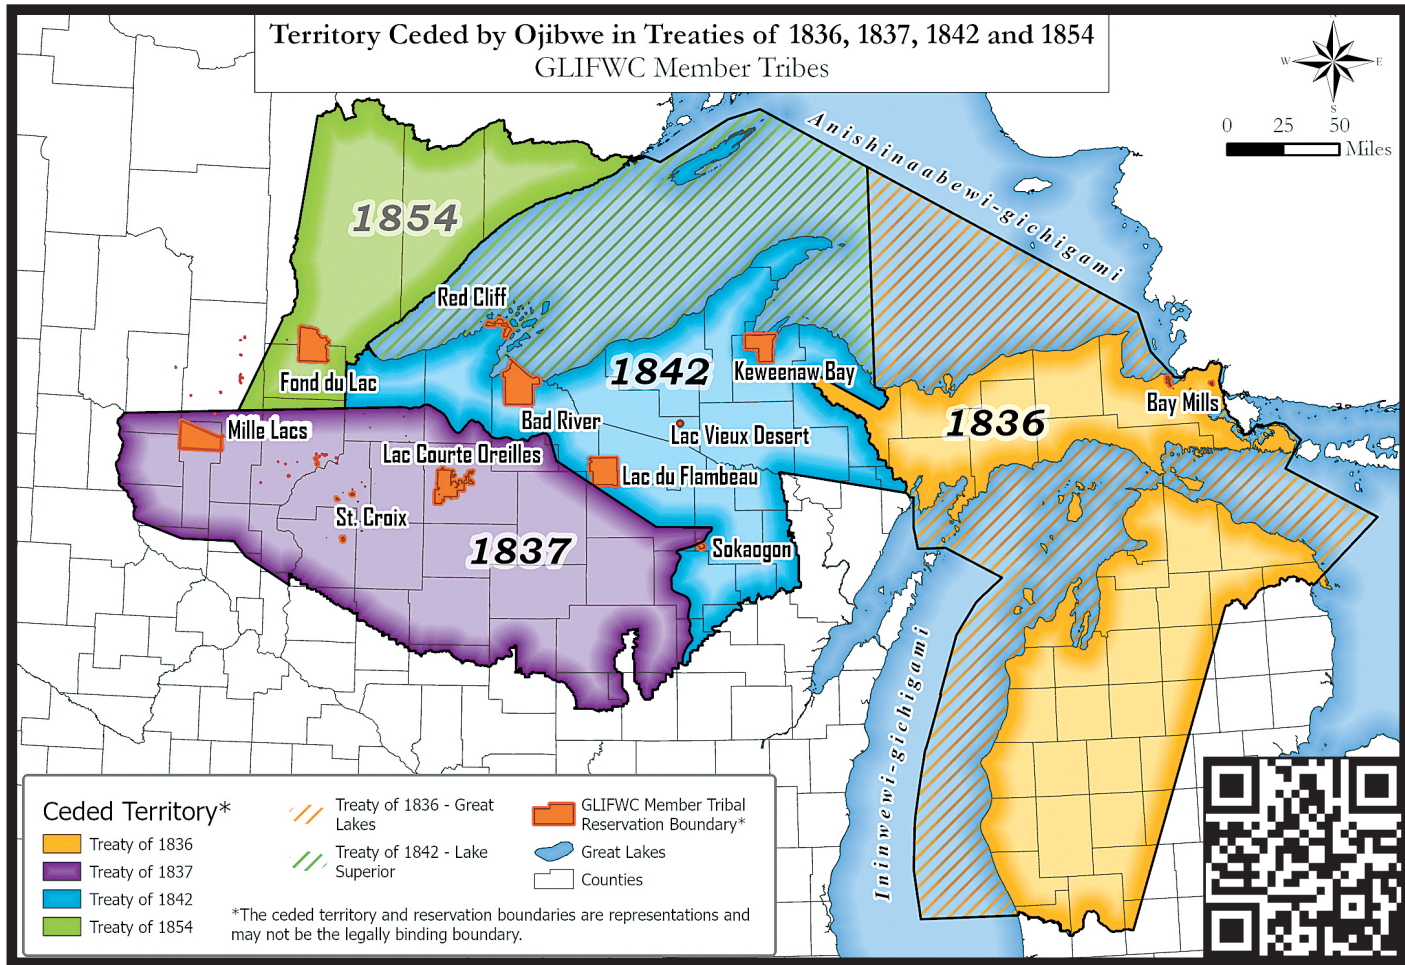 Territory Ceded by Ojibwe in Treaties of 1836, 1837, 1842 and 1854
GLIFWC Member Tribes
N
W
E
S
0 25 50
Miles
Anishinaabewi-gichigami
1854
Red Cliff
Fond du Lac
1842
Keweenaw Bay
Bay Mills
1836
Mille Lacs
Bad River
Lac Vieux Desert
Lac Courte Oreilles
Lac du Flambeau
St. Croix
1837
Sokaogon
Ininwewi-gichigami
Ceded Territory*
Treaty of 1836
Treaty of 1837
Treaty of 1842
Treaty of 1854
Treaty of 1836 - Great
Lakes
Treaty of 1842 - Lake
Superior
GLIFWC Member Tribal
Reservation Boundary*
Great Lakes
Counties
*The ceded territory and reservation boundaries are representations and
may not be the legally binding boundary.